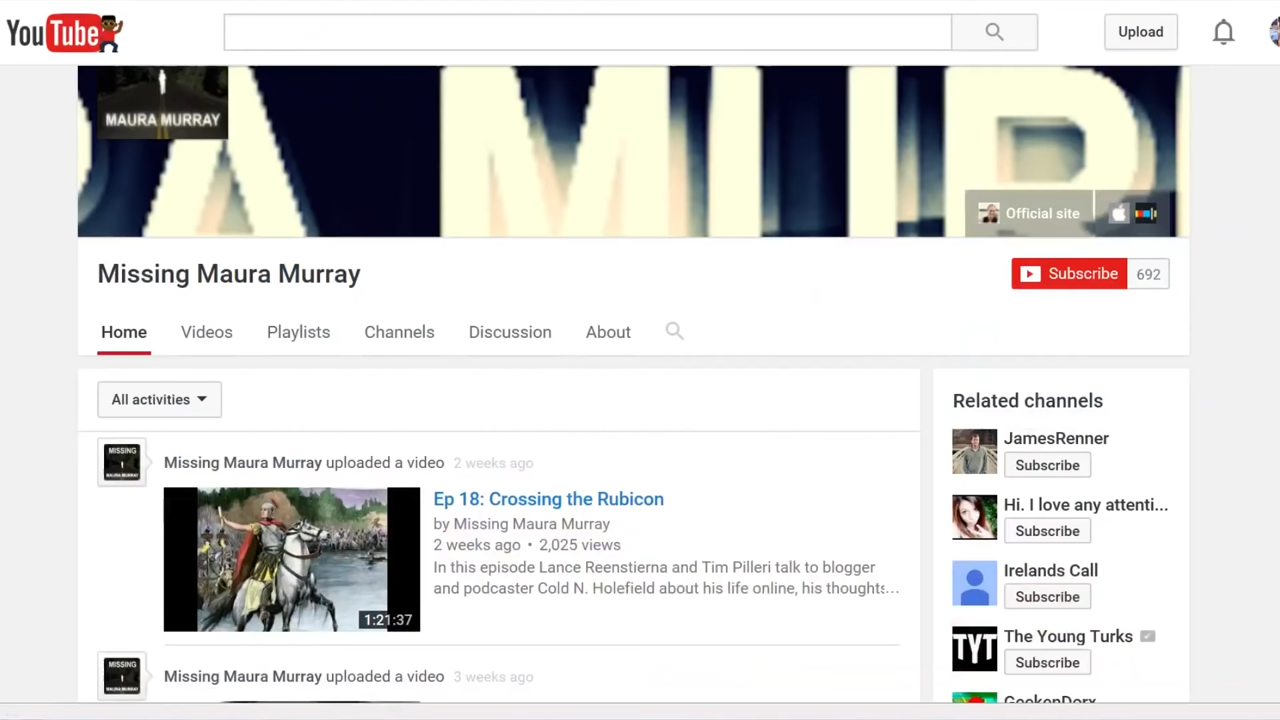 YouTube
Upload
MAURA MURRAY
A MUR
Official site
Missing Maura Murray
Subscribe 692
Home Videos Playlists Channels Discussion About
All activities
Related channels
Missing Maura Murray uploaded a video 2 weeks ago
MISSING
Ep 18: Crossing the Rubicon
by Missing Maura Murray
2 weeks ago • 2,025 views
In this episode Lance Reenstierna and Tim Pilleri talk to blogger
and podcaster Cold N. Holefield about his life online, his thoughts...
1:21:37
MISSING
Missing Maura Murray uploaded a video 3 weeks ago
JamesRenner
Subscribe
Hi. I love any attenti...
Subscribe
Irelands Call
Subscribe
TYT
The Young Turks
Subscribe
GeekenDorx